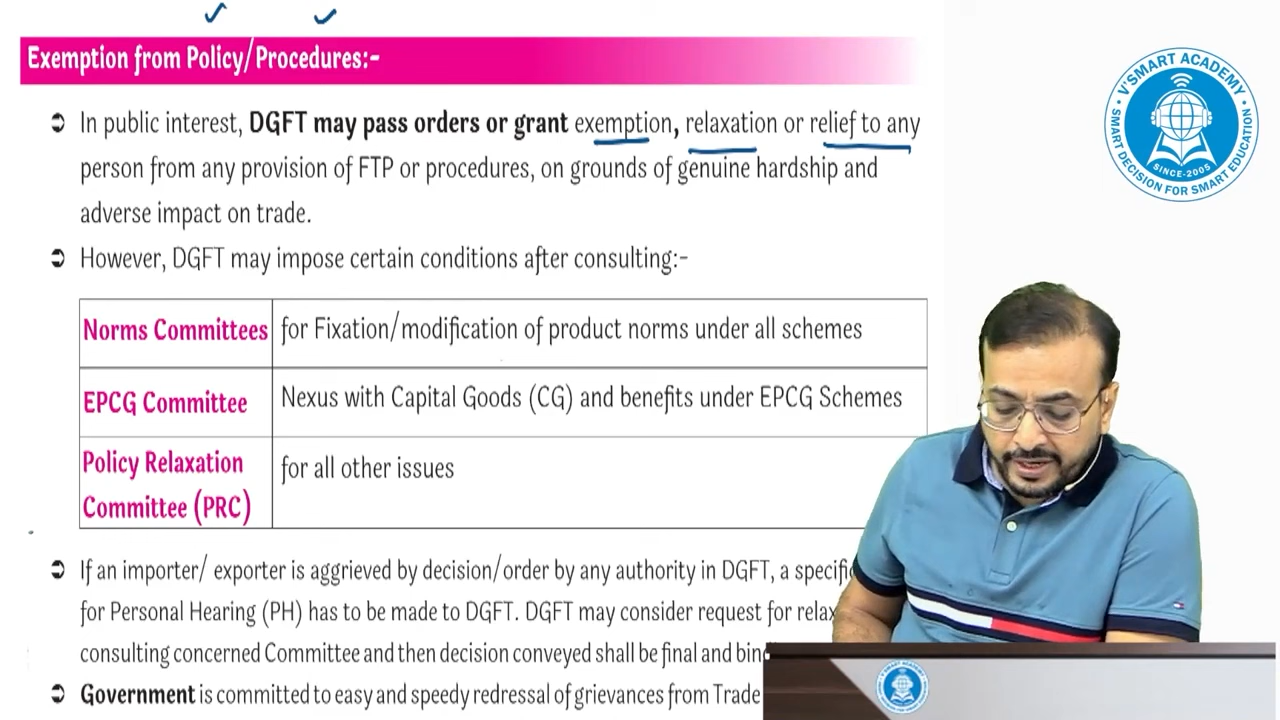 Exemption from Policy/Procedures:-
➲ In public interest, DGFT may pass orders or grant exemption, relaxation or relief to any
person from any provision of FTP or procedures, on grounds of genuine hardship and
adverse impact on trade.
➲ However, DGFT may impose certain conditions after consulting:-
Norms Committees for Fixation/modification of product norms under all schemes
EPCG Committee Nexus with Capital Goods (CG) and benefits under EPCG Schemes
Policy Relaxation for all other issues
Committee (PRC)
➲ If an importer/ exporter is aggrieved by decision/order by any authority in DGFT, a
for Personal Hearing (PH) has to be made to DGFT. DGFT may consider request for
consulting concerned Committee and then decision conveyed shall be final and
➲ Government is committed to easy and speedy redressal of grievances from Trade
V'SMART ACADEMY
SINCE-2005
SMART DECISION FOR SMART EDUCATION